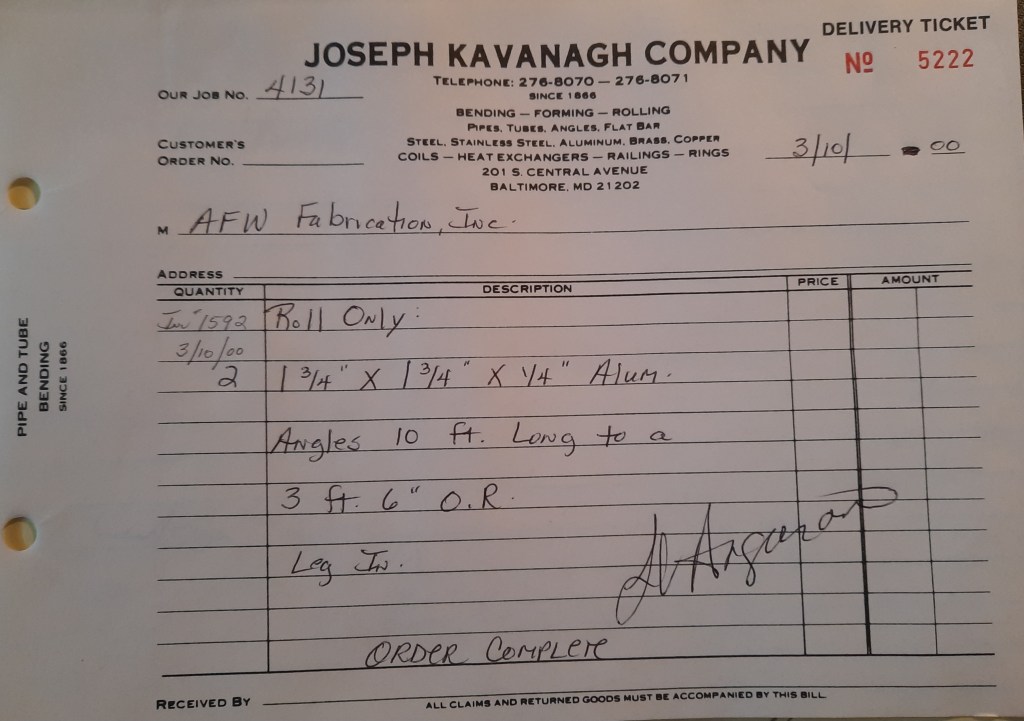 DELIVERY TICKET
JOSEPH KAVANAGH COMPANY
Nº 5222
TELEPHONE: 276-8070 — 276-8071
OUR JOB NO. 4131
SINCE 1866
BENDING — FORMING — ROLLING
PIPES, TUBES, ANGLES, FLAT BAR
CUSTOMER'S
ORDER NO.
STEEL, STAINLESS STEEL, ALUMINUM, BRASS, COPPER
COILS — HEAT EXCHANGERS — RAILINGS — RINGS
3/10/ 00
201 S. CENTRAL AVENUE
BALTIMORE, MD 21202
M AFW Fabrication, Inc.
ADDRESS
QUANTITY DESCRIPTION PRICE AMOUNT
Inv# 1592 Roll Only:
3/10/00
2 1 3/4" X 1 3/4" X 1/4" Alum.
Angles 10 ft. Long to a
3 ft. 6" O.R.
Leg In.
ORDER COMPLETE
RECEIVED BY
ALL CLAIMS AND RETURNED GOODS MUST BE ACCOMPANIED BY THIS BILL.
PIPE AND TUBE
BENDING
SINCE 1866